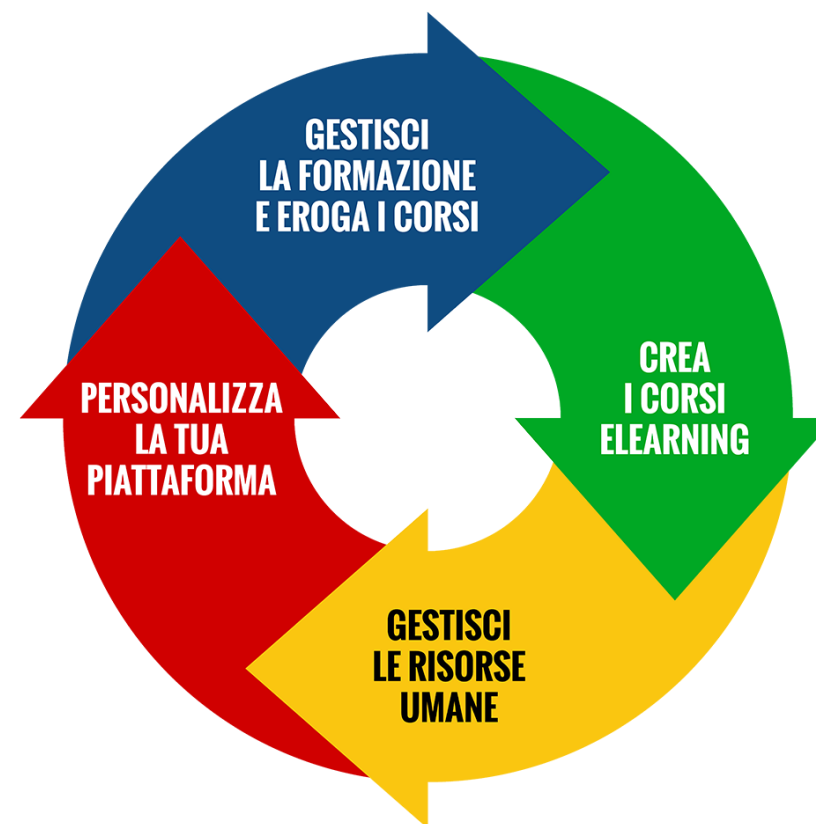 GESTISCI
LA FORMAZIONE
E EROGA I CORSI
CREA
I CORSI
ELEARNING
GESTISCI
LE RISORSE
UMANE
PERSONALIZZA
LA TUA
PIATTAFORMA